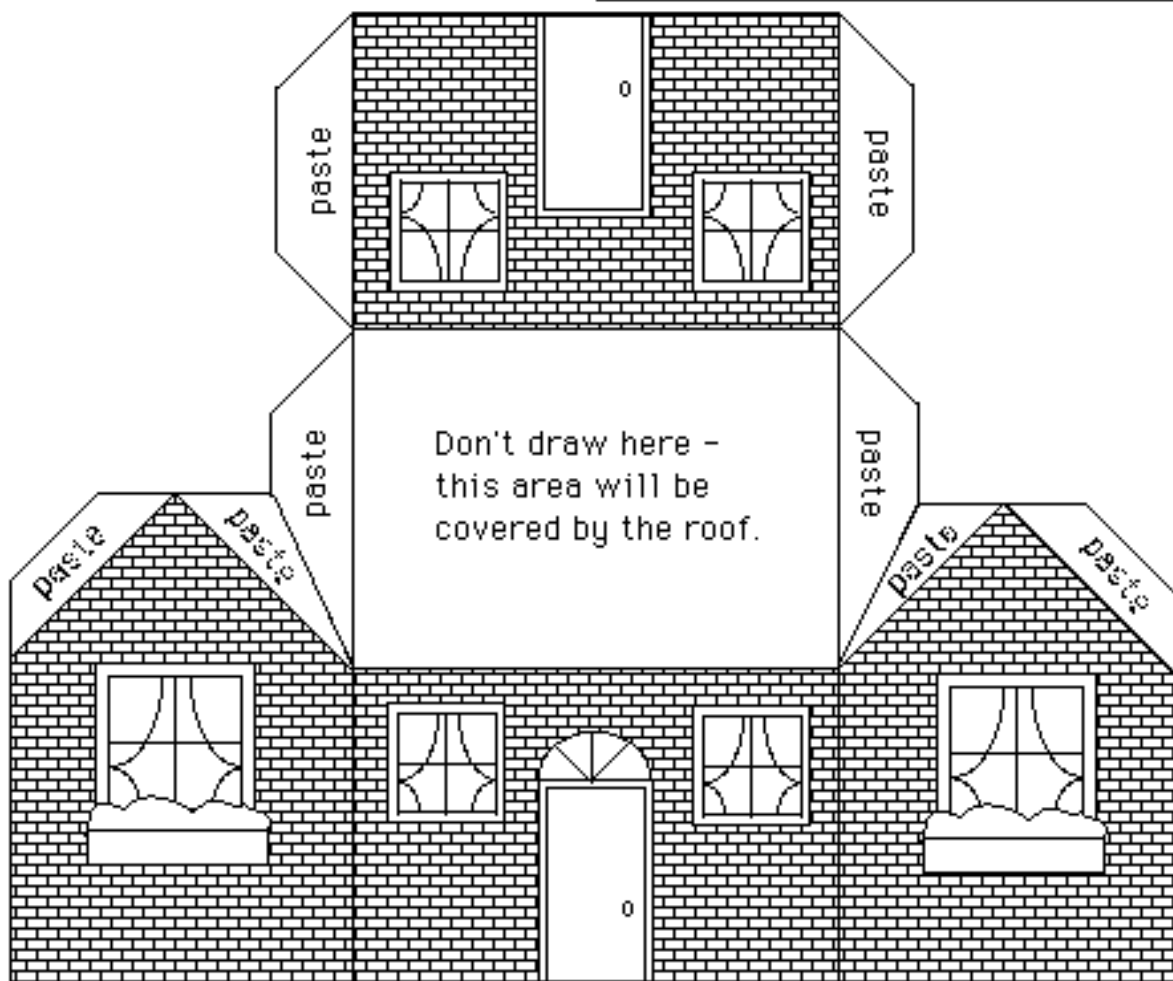 paste
paste
paste
Don't draw here –
this area will be
covered by the roof.
paste
paste
paste
paste
paste